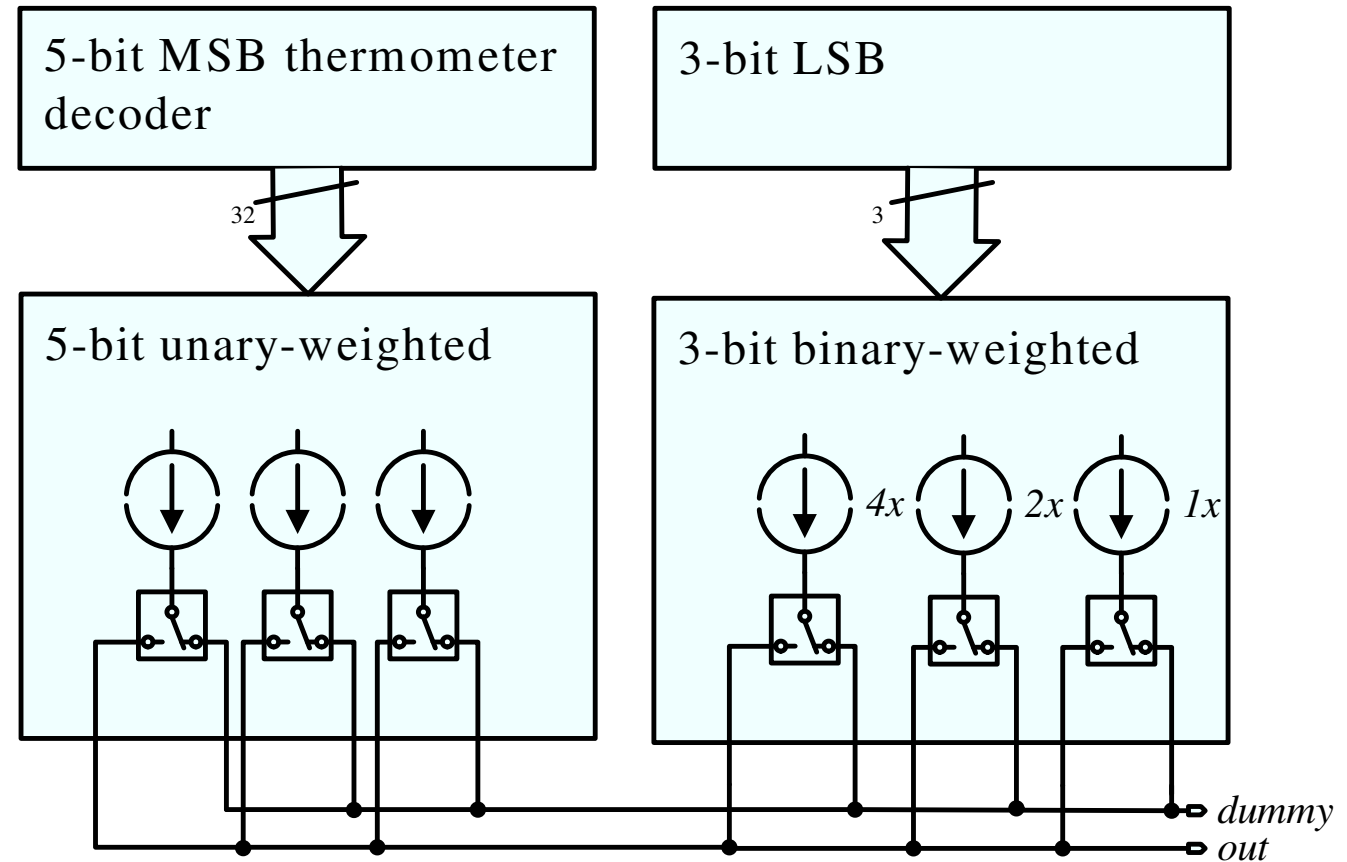 5-bit MSB thermometer
decoder
3-bit LSB
32
3
5-bit unary-weighted
3-bit binary-weighted
4x
2x
1x
dummy
out